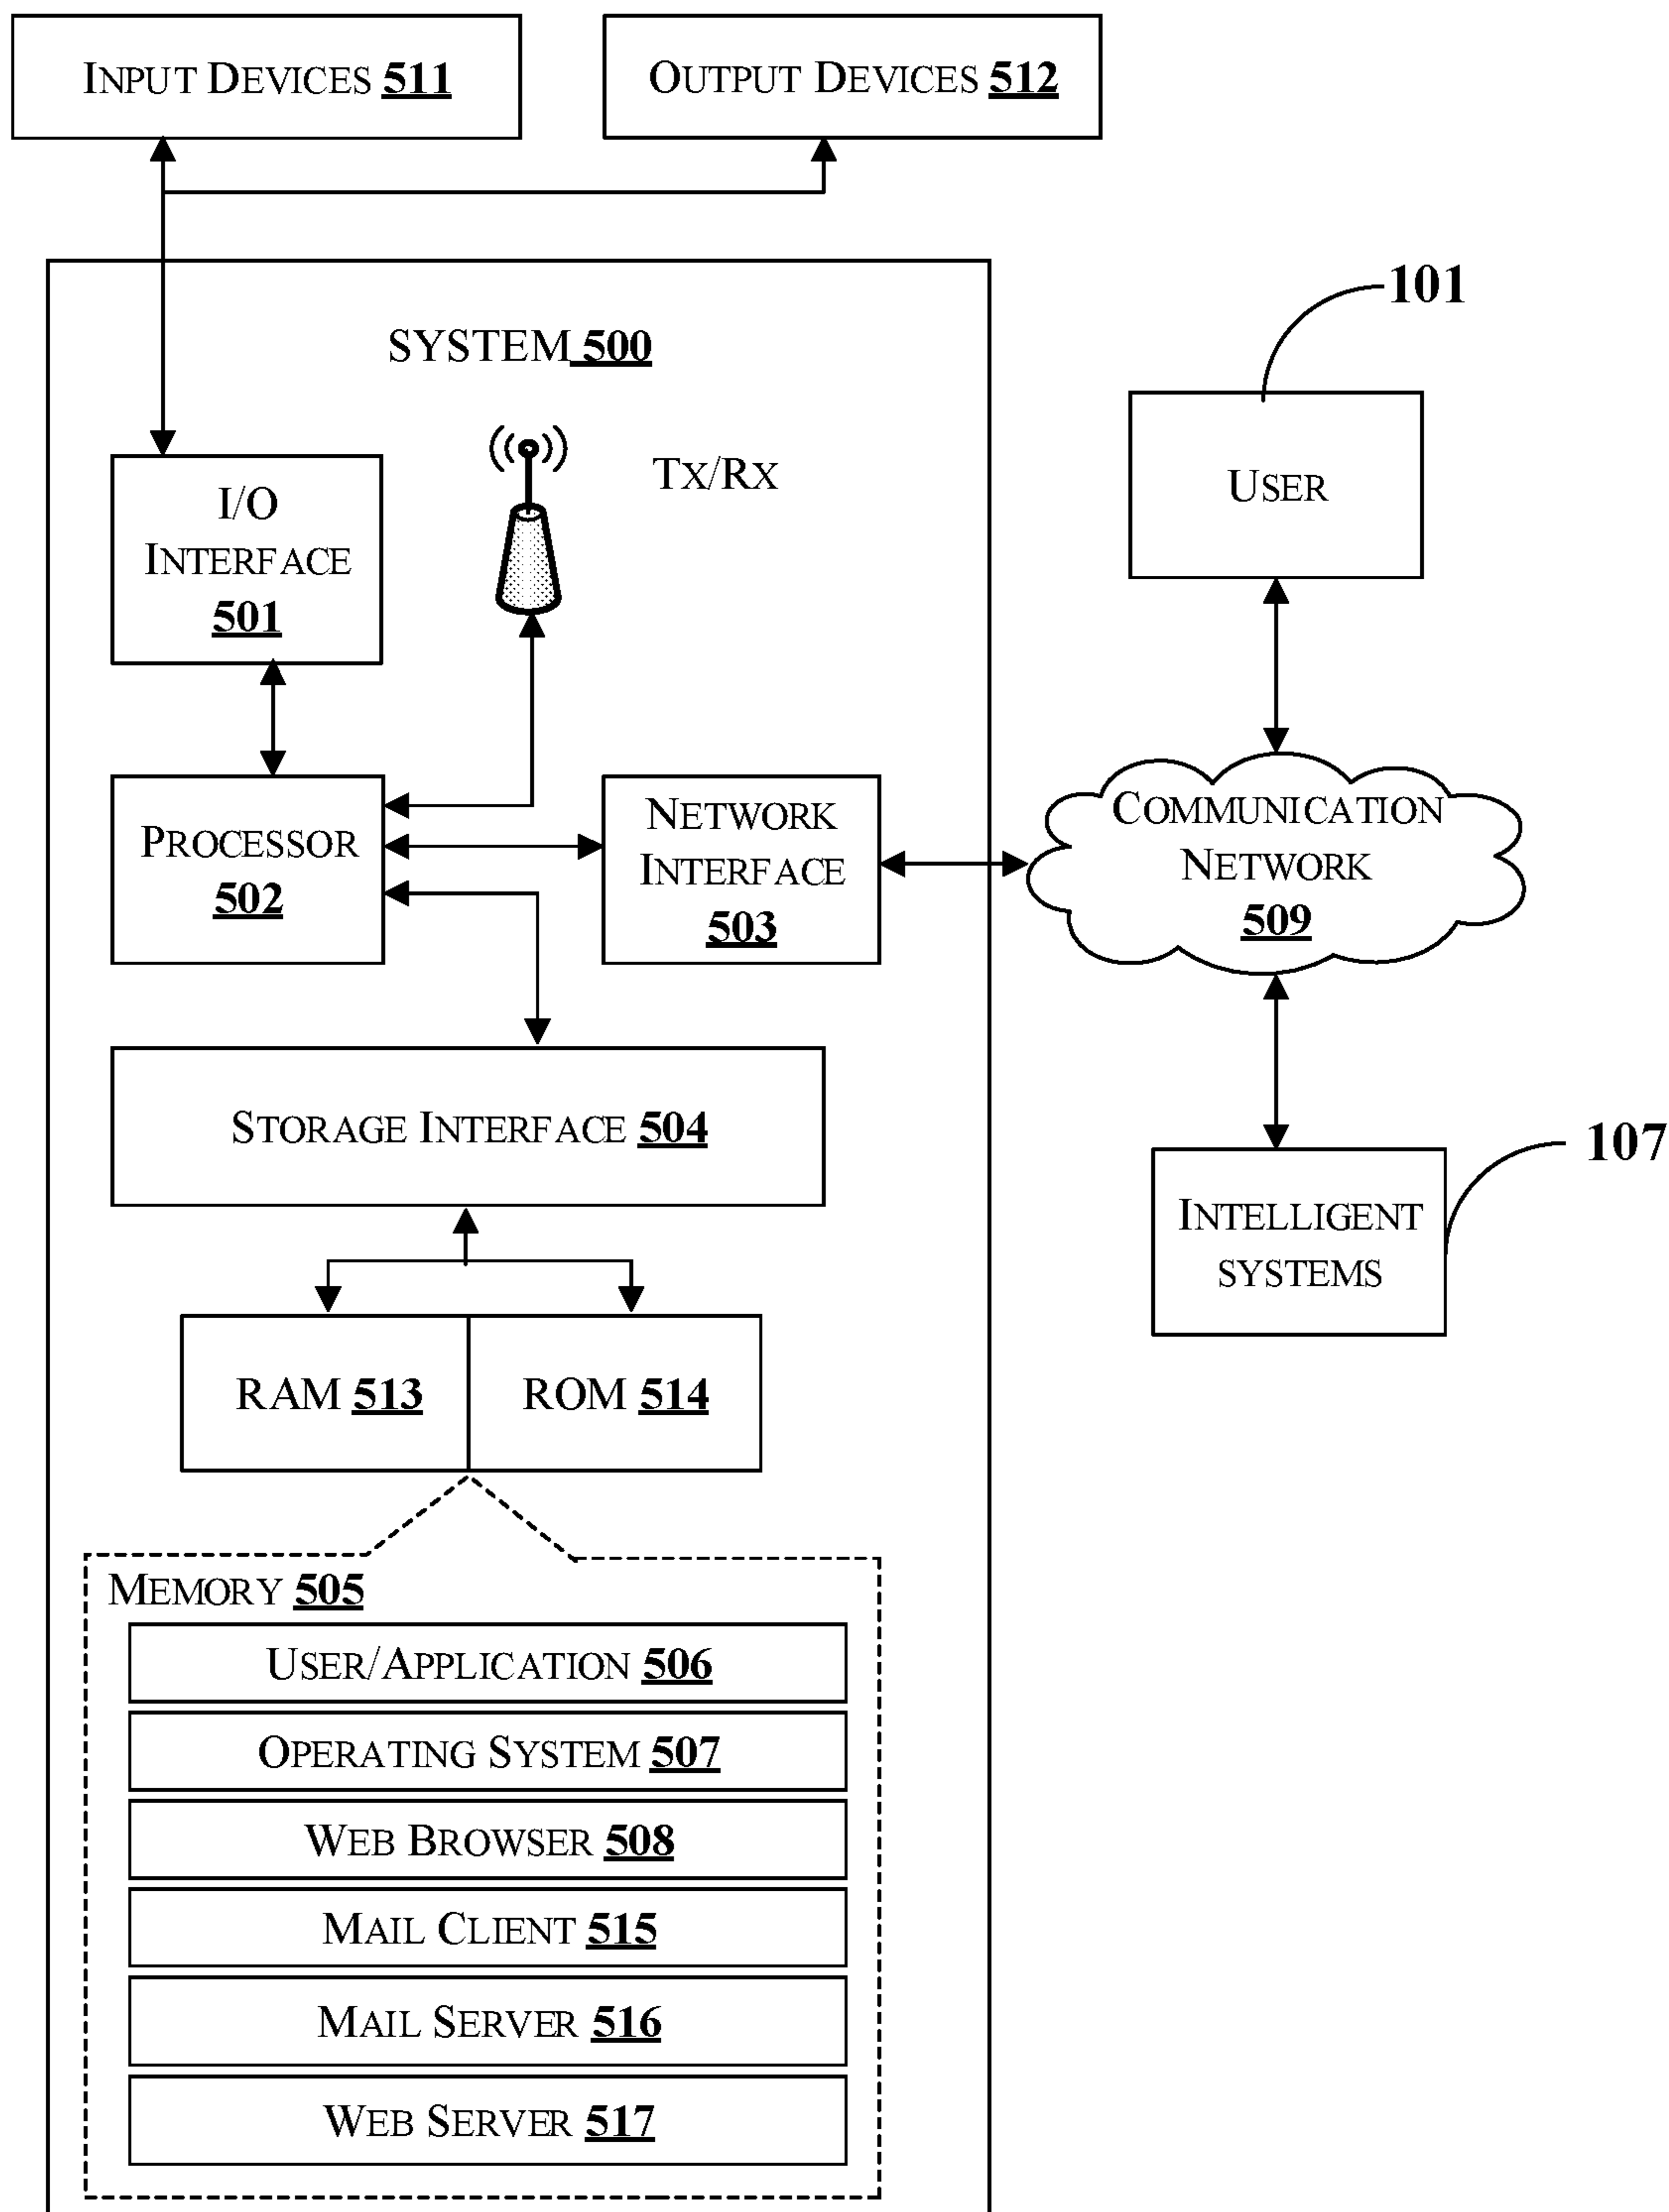 INPUT DEVICES 511
OUTPUT DEVICES 512
SYSTEM 500
I/O
INTERFACE
501
TX/RX
PROCESSOR
502
NETWORK
INTERFACE
503
STORAGE INTERFACE 504
RAM 513
ROM 514
MEMORY 505
USER/APPLICATION 506
OPERATING SYSTEM 507
WEB BROWSER 508
MAIL CLIENT 515
MAIL SERVER 516
WEB SERVER 517
101
USER
COMMUNICATION
NETWORK
509
107
INTELLIGENT
SYSTEMS